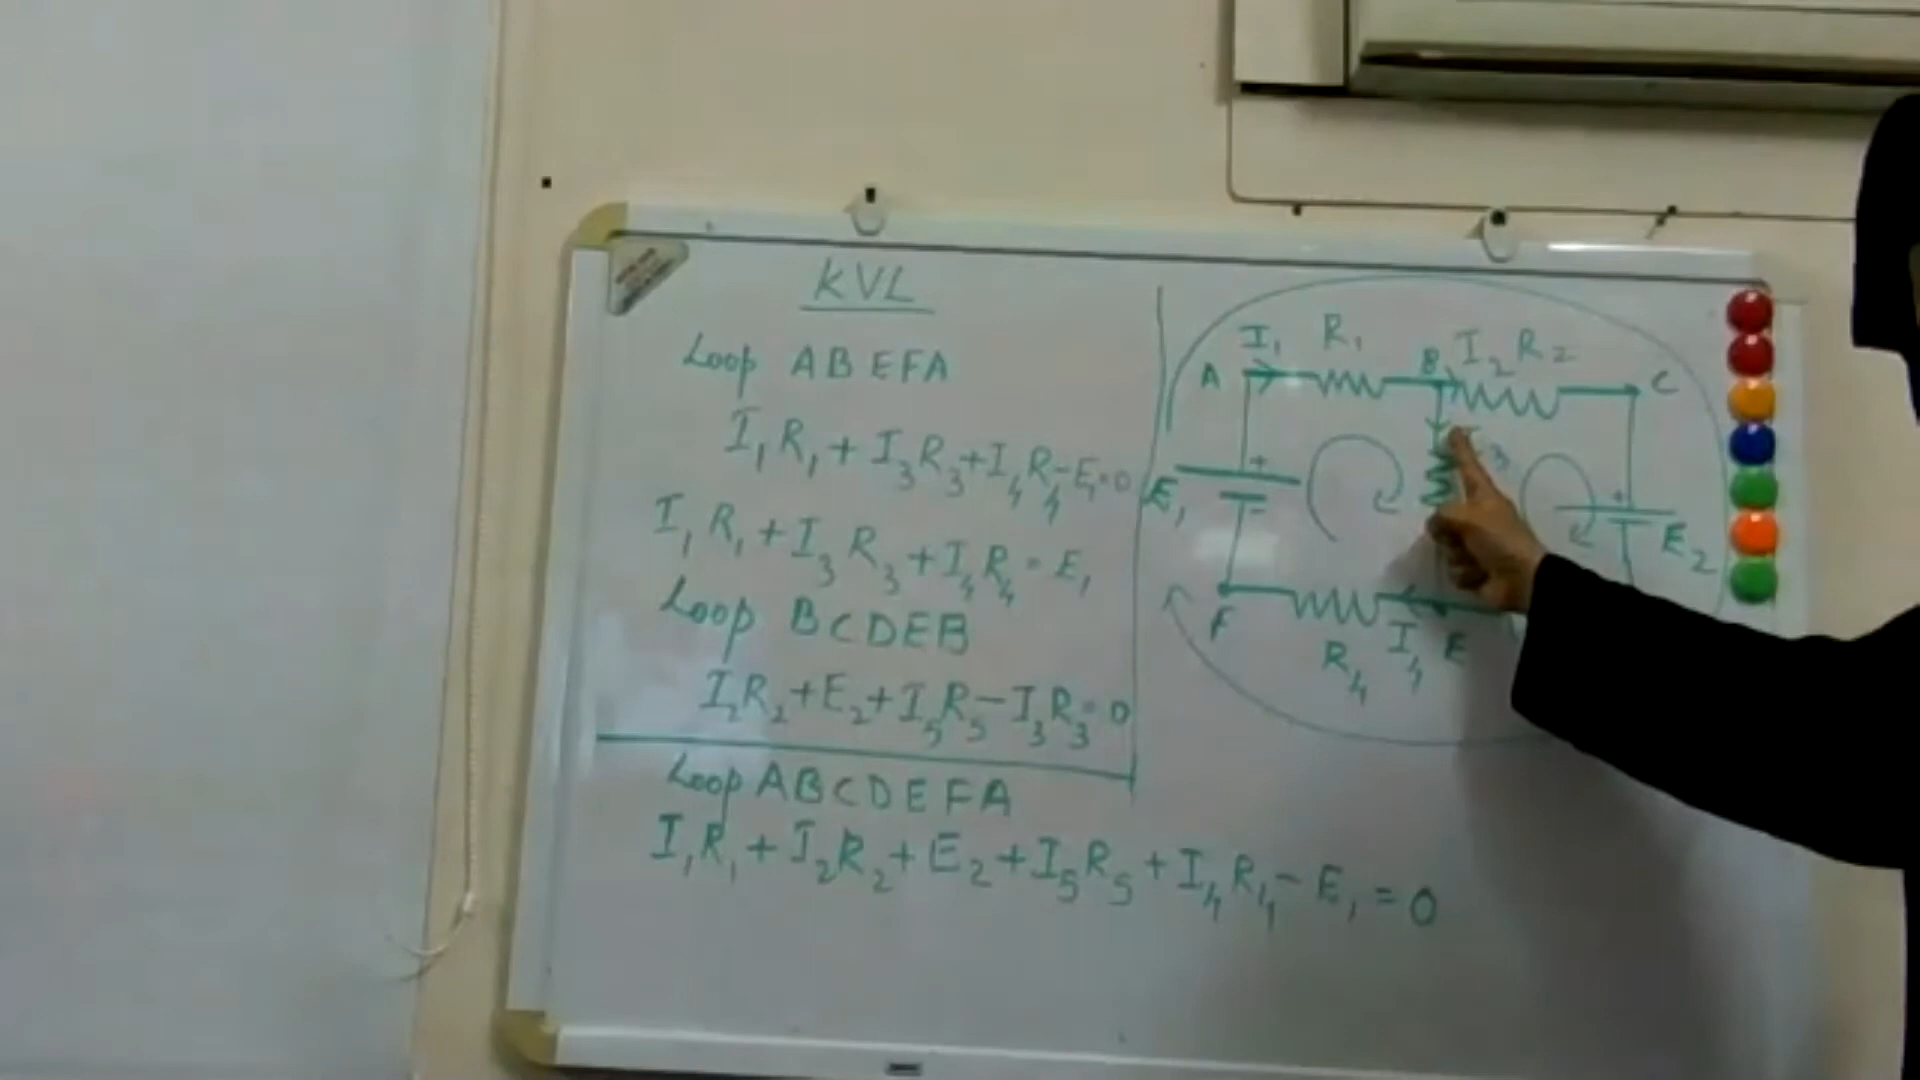 KVL
Loop ABEFA
I₁R₁ + I₃R₃ + I₄R₄ - E₁ = 0
I₁R₁ + I₃R₃ + I₄R₄ = E₁
Loop BCDEB
I₂R₂ + E₂ + I₅R₅ - I₃R₃ = 0
Loop ABCDEFA
I₁R₁ + I₂R₂ + E₂ + I₅R₅ + I₄R₄ - E₁ = 0
I₁ R₁ B I₂ R₂
A C
I₃
+
E₁
+
E₂
F
R₄ I₄ E